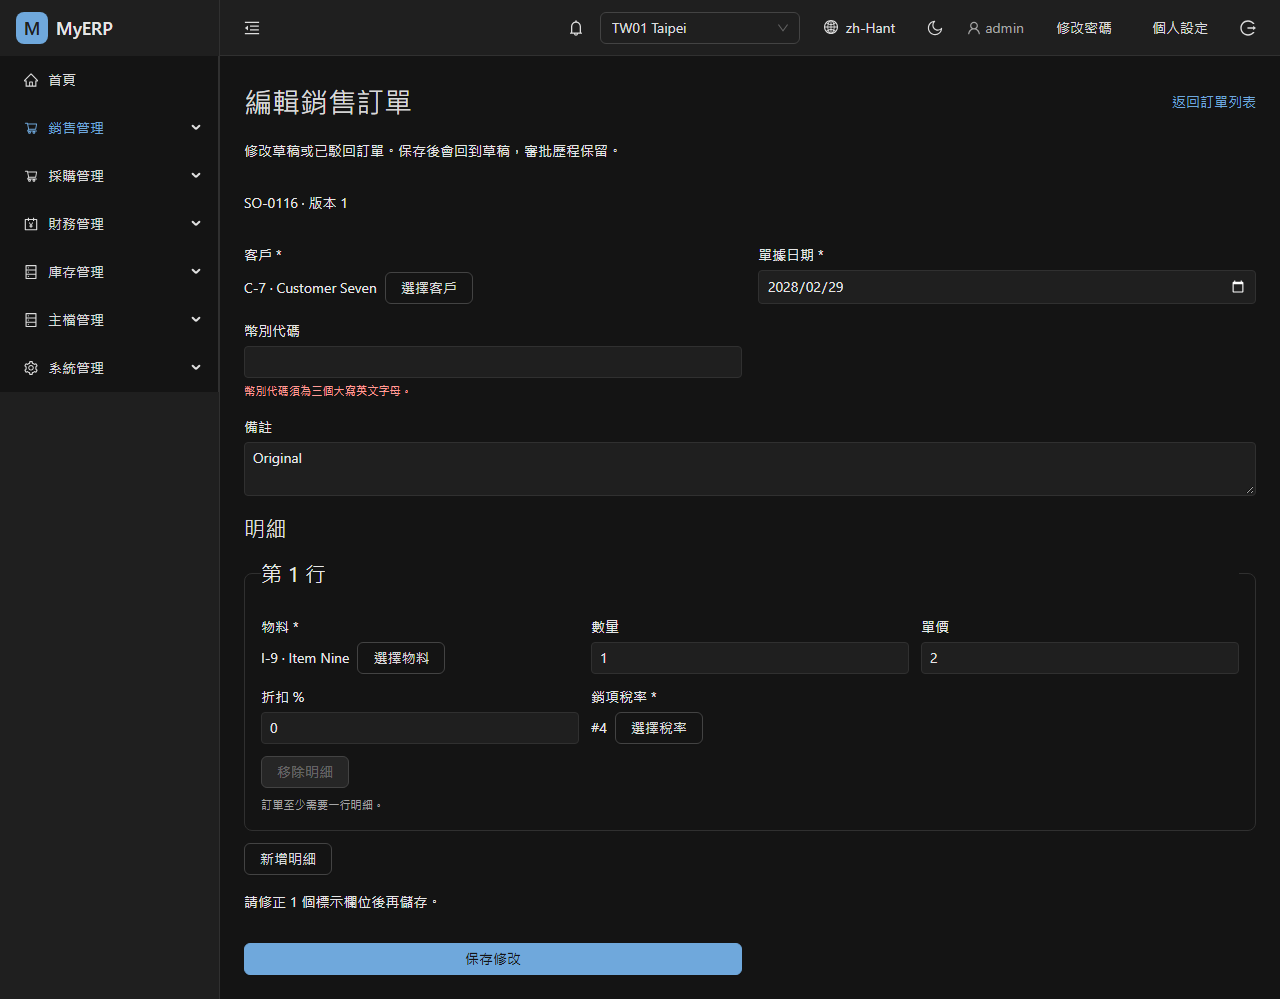 M MyERP
TW01 Taipei
zh-Hant
admin
修改密碼
個人設定
首頁
銷售管理
採購管理
財務管理
庫存管理
主檔管理
系統管理
編輯銷售訂單
返回訂單列表
修改草稿或已駁回訂單。保存後會回到草稿，審批歷程保留。
SO-0116 · 版本 1
客戶 *
C-7 · Customer Seven
選擇客戶
單據日期 *
2028/02/29
幣別代碼
幣別代碼須為三個大寫英文字母。
備註
Original
明細
第 1 行
物料 *
I-9 · Item Nine
選擇物料
數量
1
單價
2
折扣 %
0
銷項稅率 *
#4
選擇稅率
移除明細
訂單至少需要一行明細。
新增明細
請修正 1 個標示欄位後再儲存。
保存修改